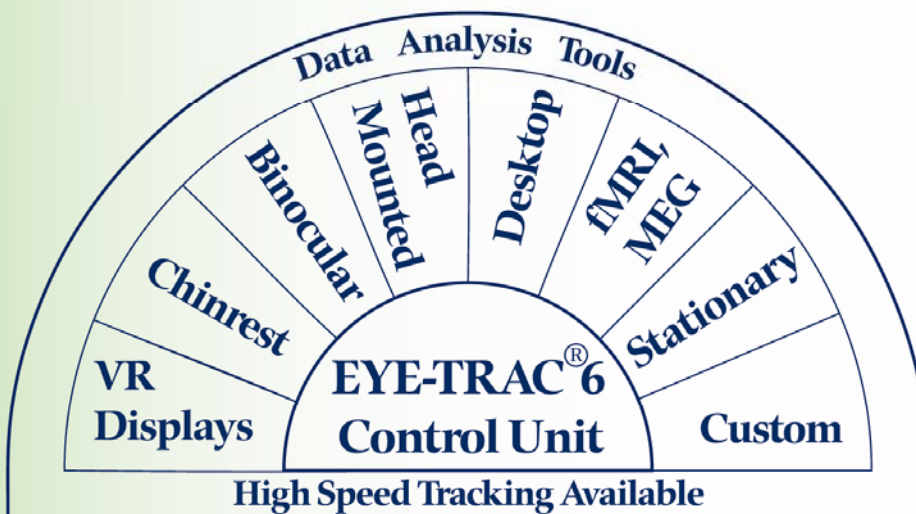 Data Analysis Tools
VR
Displays
Chinrest
Binocular
Head
Mounted
Desktop
fMRI,
MEG
Stationary
Custom
EYE-TRAC®6
Control Unit
High Speed Tracking Available